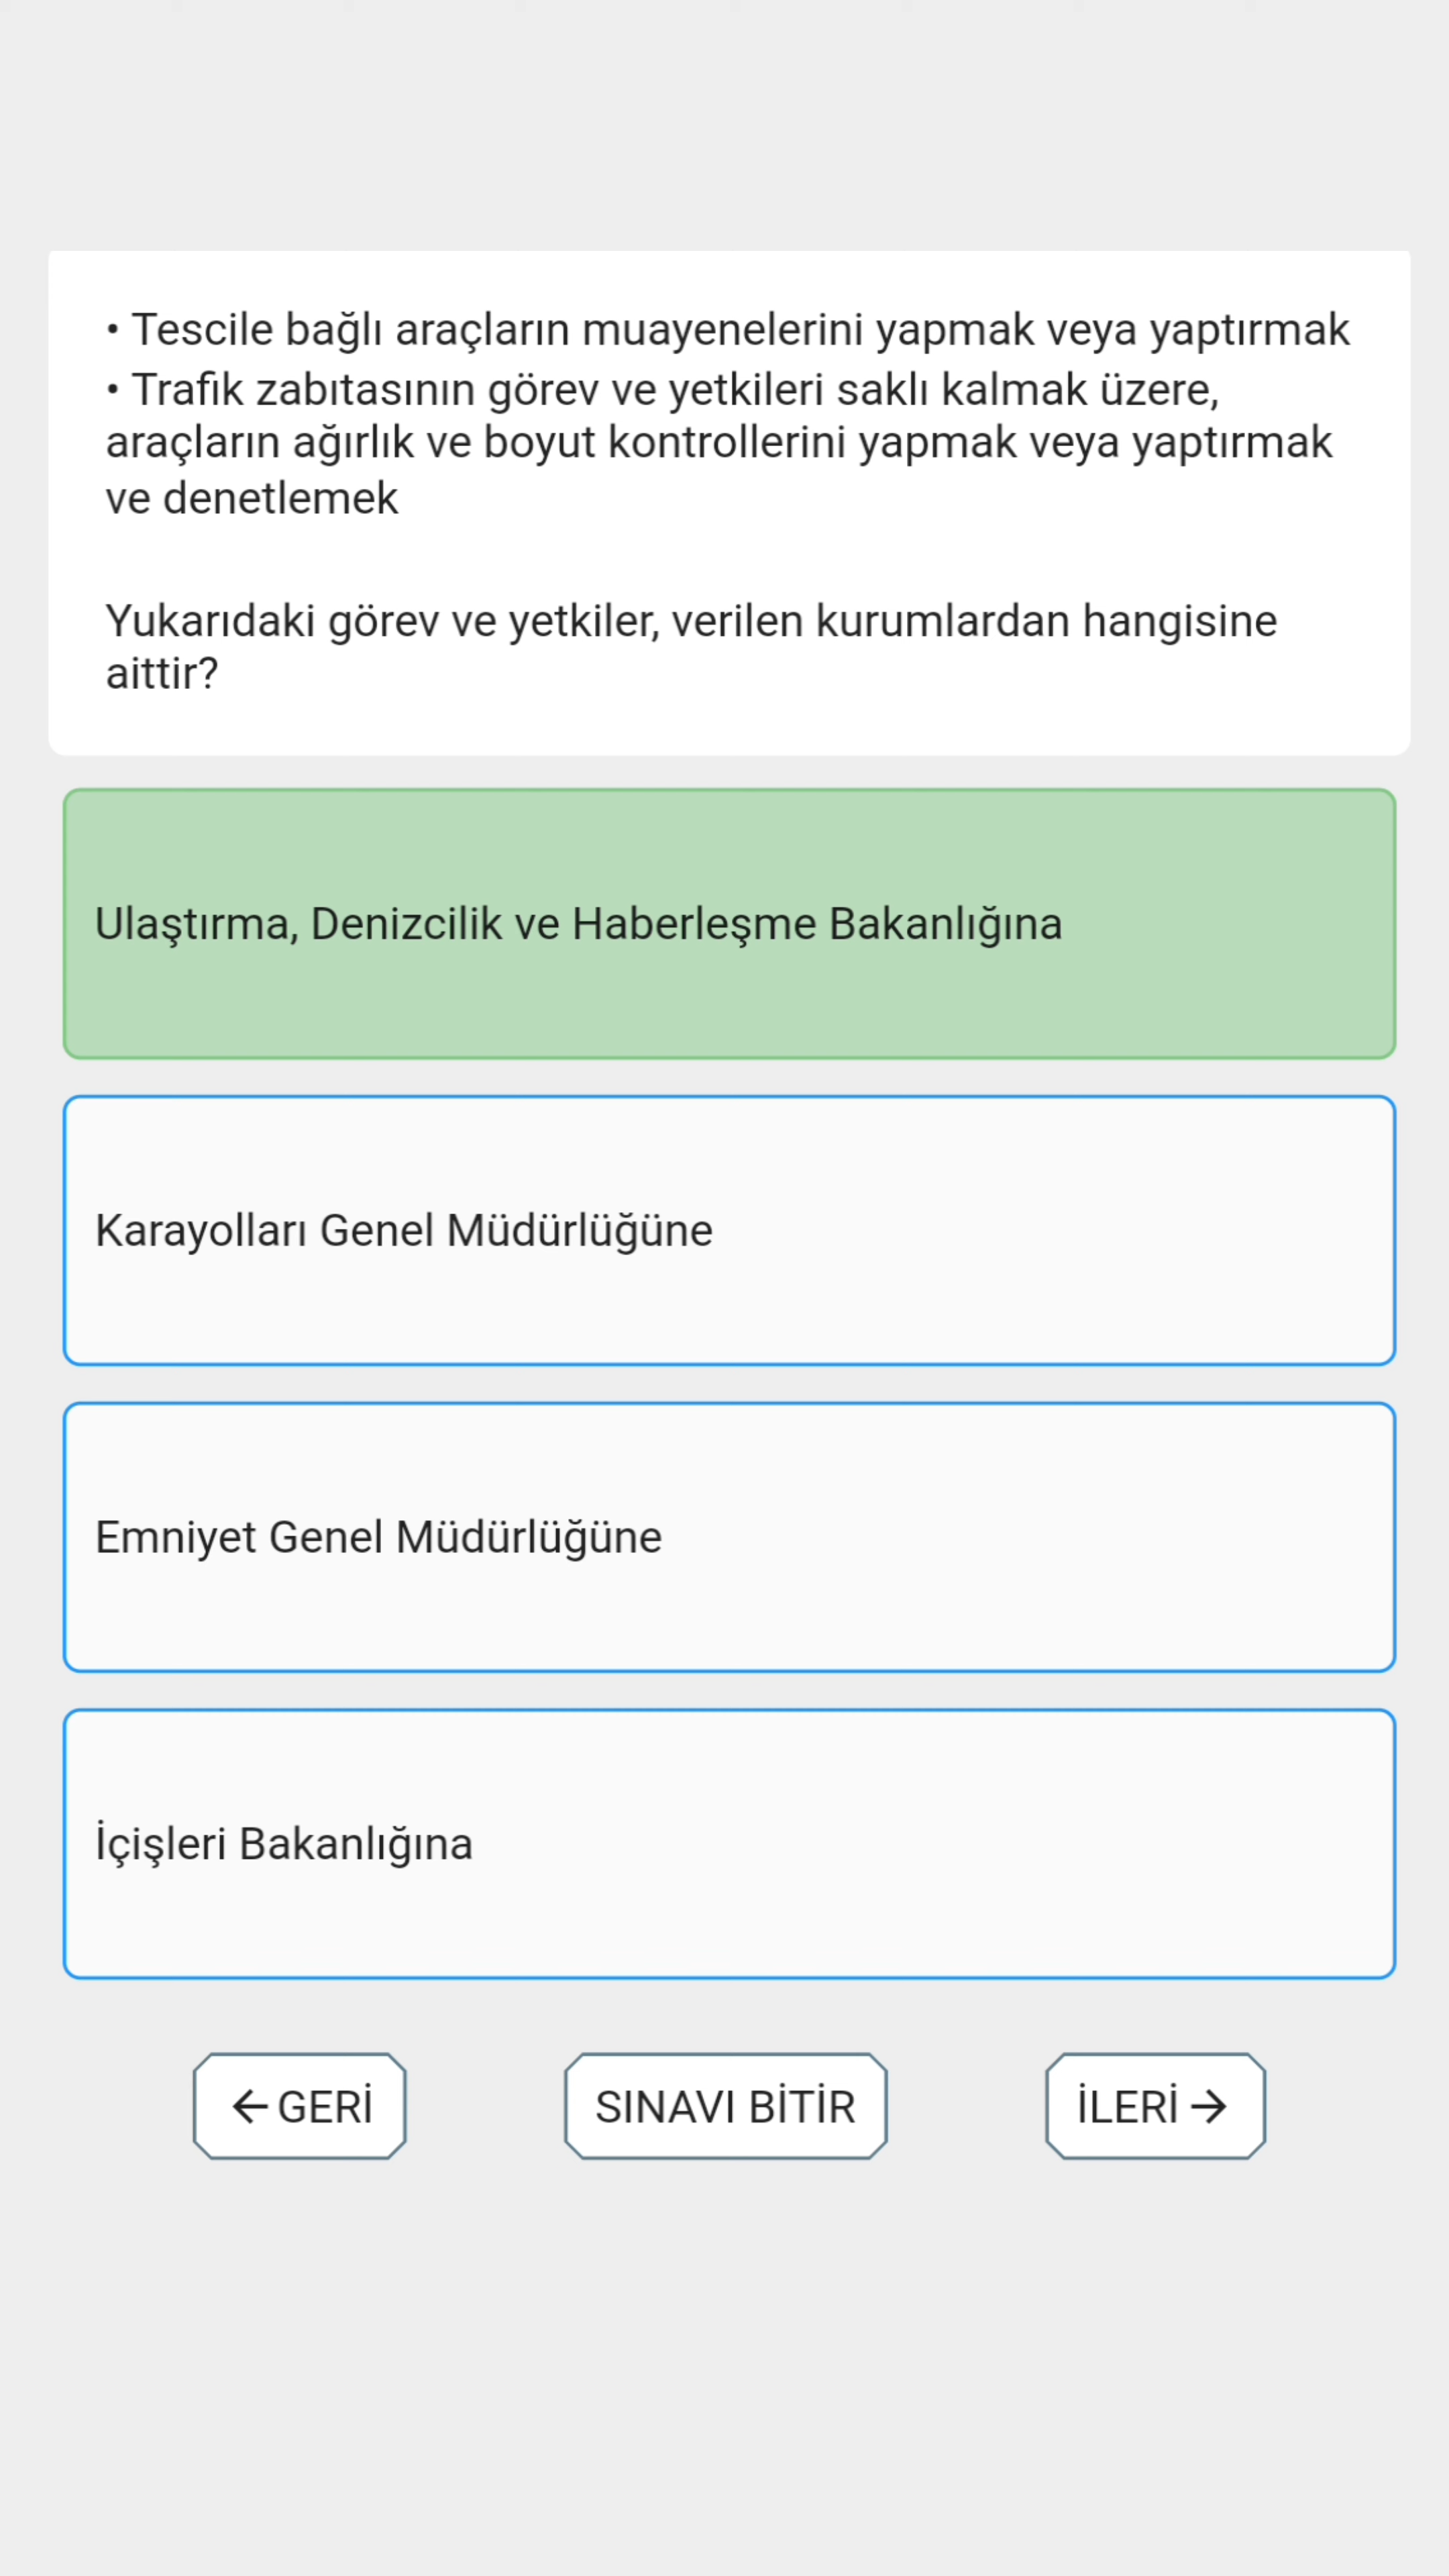 • Tescile bağlı araçların muayenelerini yapmak veya yaptırmak
• Trafik zabıtasının görev ve yetkileri saklı kalmak üzere,
araçların ağırlık ve boyut kontrollerini yapmak veya yaptırmak
ve denetlemek
Yukarıdaki görev ve yetkiler, verilen kurumlardan hangisine
aittir?
Ulaştırma, Denizcilik ve Haberleşme Bakanlığına
Karayolları Genel Müdürlüğüne
Emniyet Genel Müdürlüğüne
İçişleri Bakanlığına
← GERİ
SINAVI BİTİR
İLERİ →